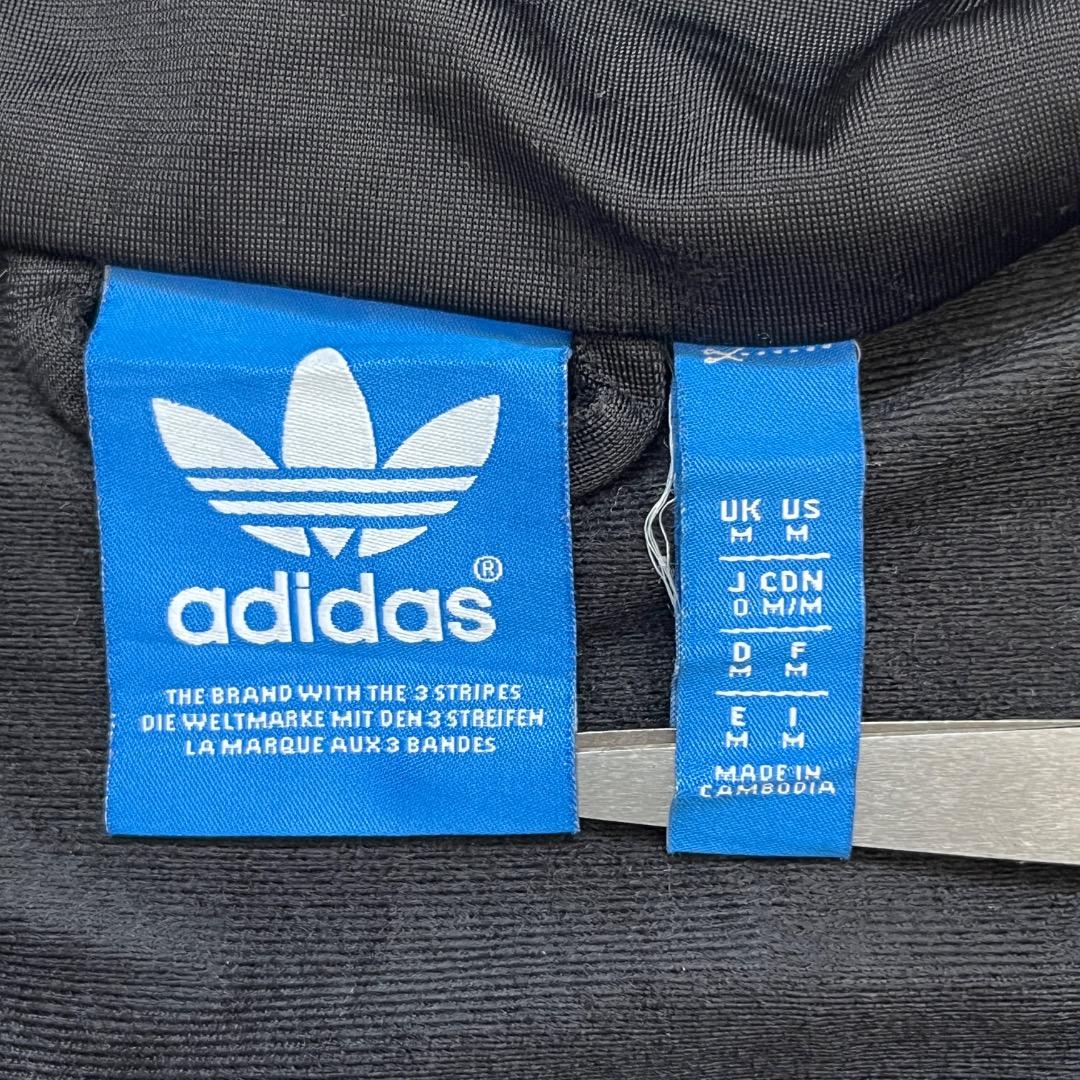 adidas®
THE BRAND WITH THE 3 STRIPES
DIE WELTMARKE MIT DEN 3 STREIFEN
LA MARQUE AUX 3 BANDES
UK US
M M
J CDN
O M/M
D F
M M
E I
M M
MADE IN
CAMBODIA